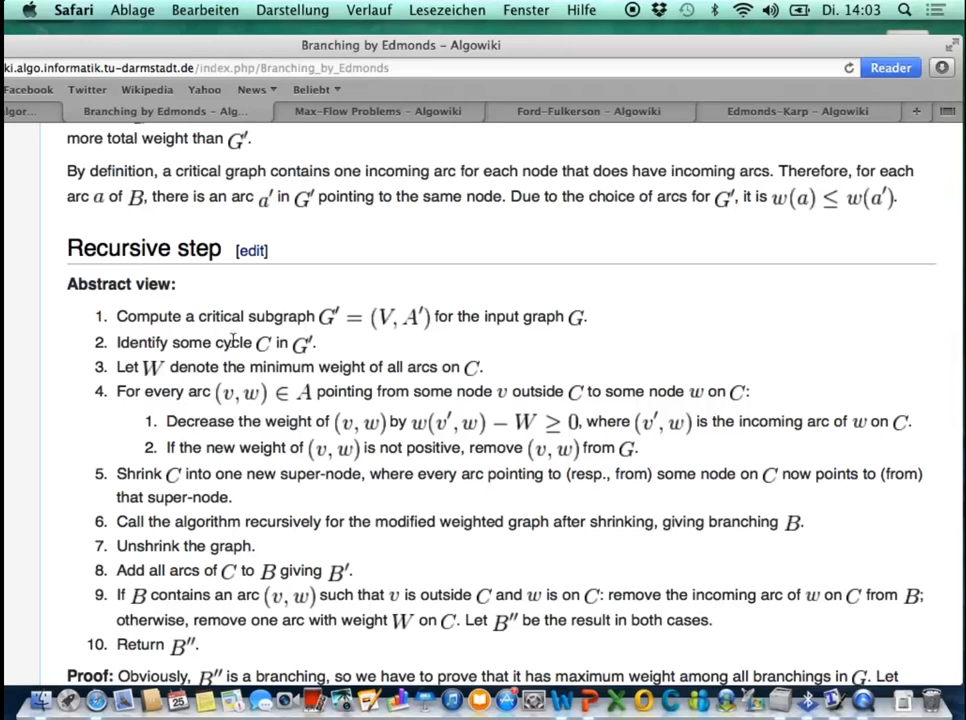 Safari Ablage Bearbeiten Darstellung Verlauf Lesezeichen Fenster Hilfe Di. 14:03
Branching by Edmonds – Algowiki
ki.algo.informatik.tu-darmstadt.de/index.php/Branching_by_Edmonds Reader
Facebook Twitter Wikipedia Yahoo News ▾ Beliebt ▾
lgor... Branching by Edmonds – Alg... Max-Flow Problems - Algowiki Ford-Fulkerson - Algowiki Edmonds-Karp - Algowiki +
more total weight than G′.
By definition, a critical graph contains one incoming arc for each node that does have incoming arcs. Therefore, for each
arc a of B, there is an arc a′ in G′ pointing to the same node. Due to the choice of arcs for G′, it is w(a) ≤ w(a′).
Recursive step [edit]
Abstract view:
1. Compute a critical subgraph G′ = (V, A′) for the input graph G.
2. Identify some cycle C in G′.
3. Let W denote the minimum weight of all arcs on C.
4. For every arc (v, w) ∈ A pointing from some node v outside C to some node w on C:
1. Decrease the weight of (v, w) by w(v′, w) − W ≥ 0, where (v′, w) is the incoming arc of w on C.
2. If the new weight of (v, w) is not positive, remove (v, w) from G.
5. Shrink C into one new super-node, where every arc pointing to (resp., from) some node on C now points to (from)
that super-node.
6. Call the algorithm recursively for the modified weighted graph after shrinking, giving branching B.
7. Unshrink the graph.
8. Add all arcs of C to B giving B′.
9. If B contains an arc (v, w) such that v is outside C and w is on C: remove the incoming arc of w on C from B;
otherwise, remove one arc with weight W on C. Let B″ be the result in both cases.
10. Return B″.
Proof: Obviously, B″ is a branching, so we have to prove that it has maximum weight among all branchings in G. Let